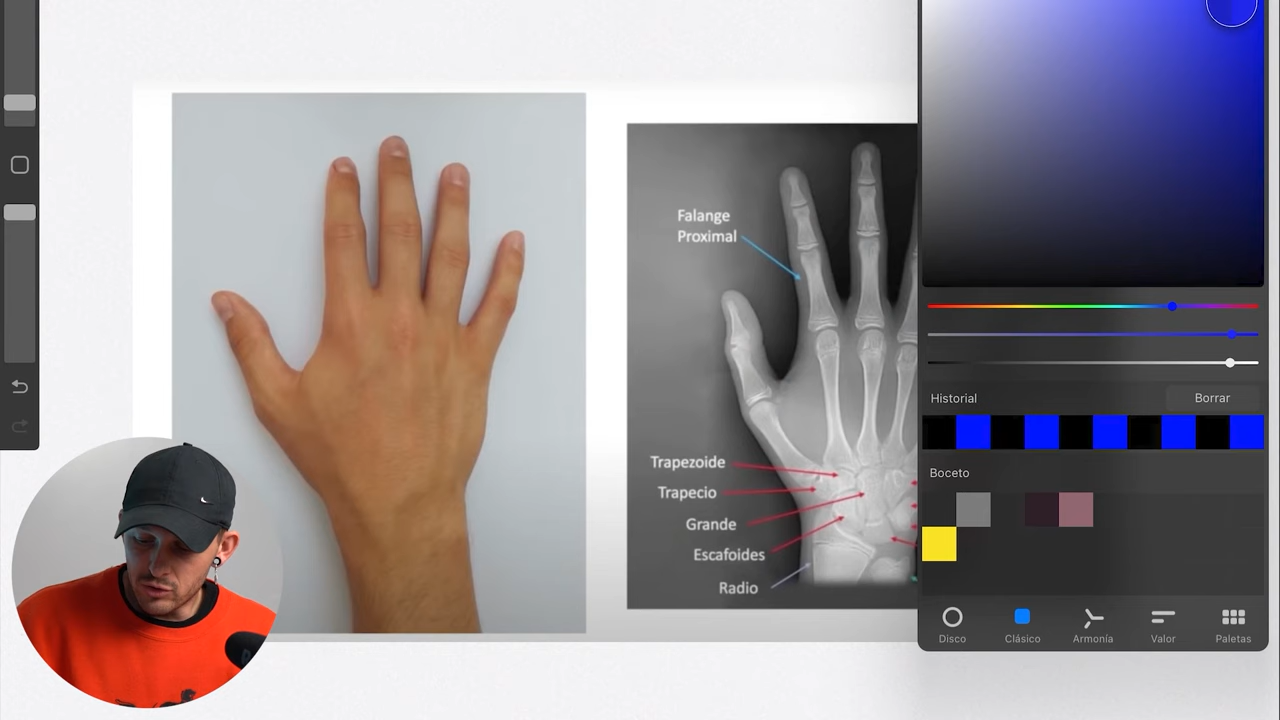 Falange
Proximal
Trapezoide
Trapecio
Grande
Escafoides
Radio
Historial
Borrar
Boceto
Disco
Clásico
Armonía
Valor
Paletas